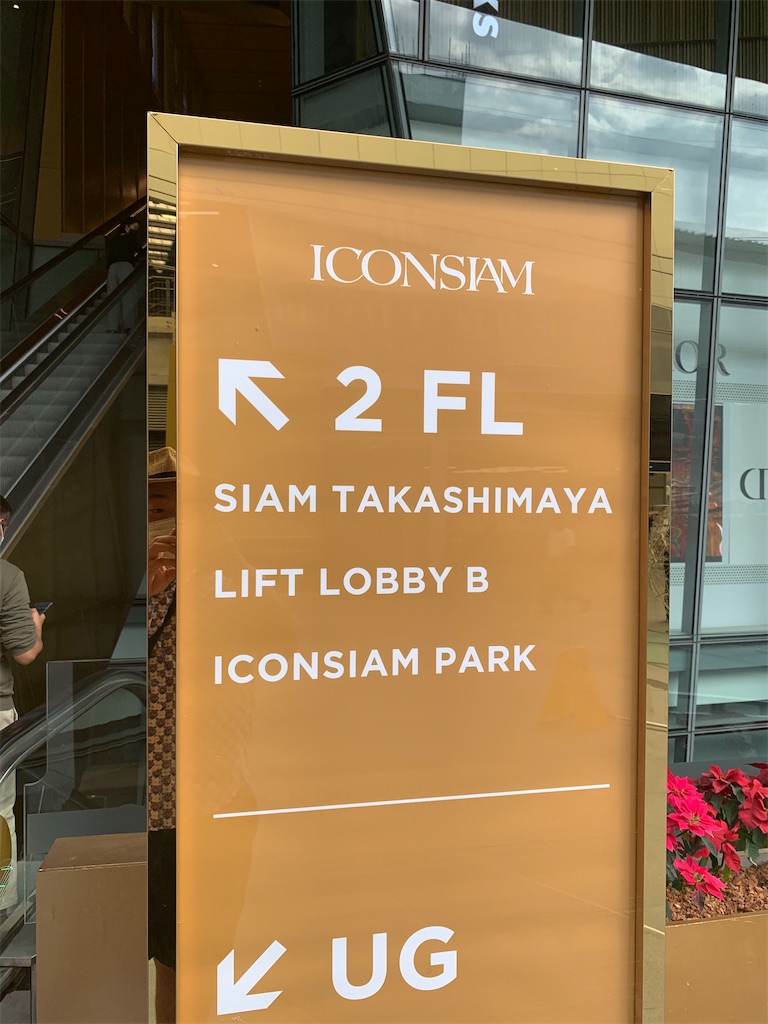 ICONSIAM
2 FL
SIAM TAKASHIMAYA
LIFT LOBBY B
ICONSIAM PARK
UG